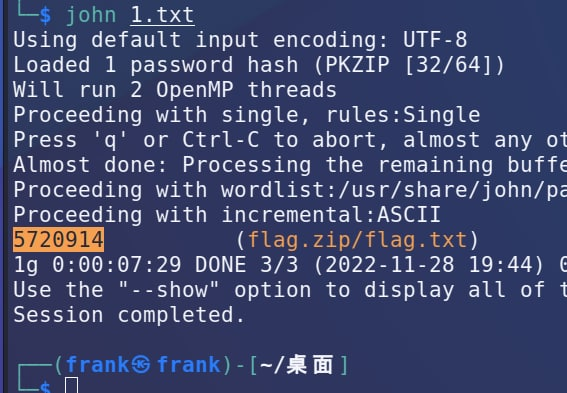 └─$ john 1.txt
Using default input encoding: UTF-8
Loaded 1 password hash (PKZIP [32/64])
Will run 2 OpenMP threads
Proceeding with single, rules:Single
Press 'q' or Ctrl-C to abort, almost any ot
Almost done: Processing the remaining buffe
Proceeding with wordlist:/usr/share/john/pa
Proceeding with incremental:ASCII
5720914 (flag.zip/flag.txt)
1g 0:00:07:29 DONE 3/3 (2022-11-28 19:44) 0
Use the "--show" option to display all of t
Session completed.
┌──(frank㉿frank)-[~/桌面]
└─$